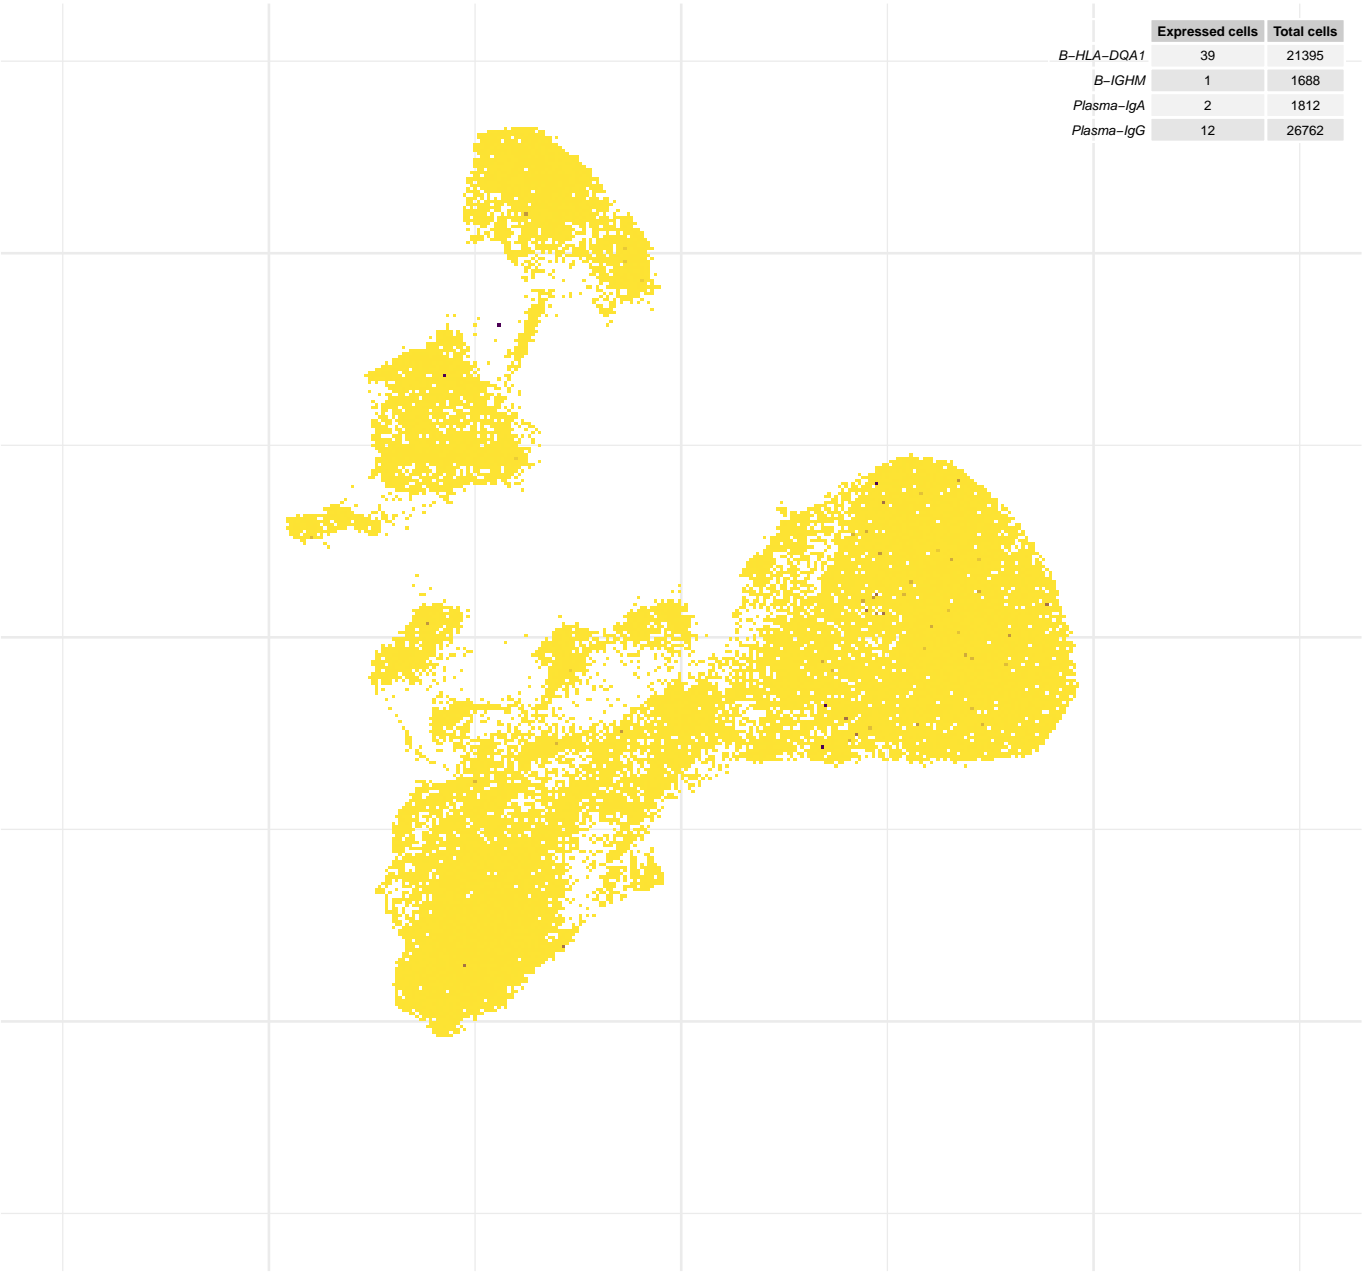 Expressed cells Total cells
B−HLA−DQA1 39 21395
B−IGHM 1 1688
Plasma−IgA 2 1812
Plasma−IgG 12 26762